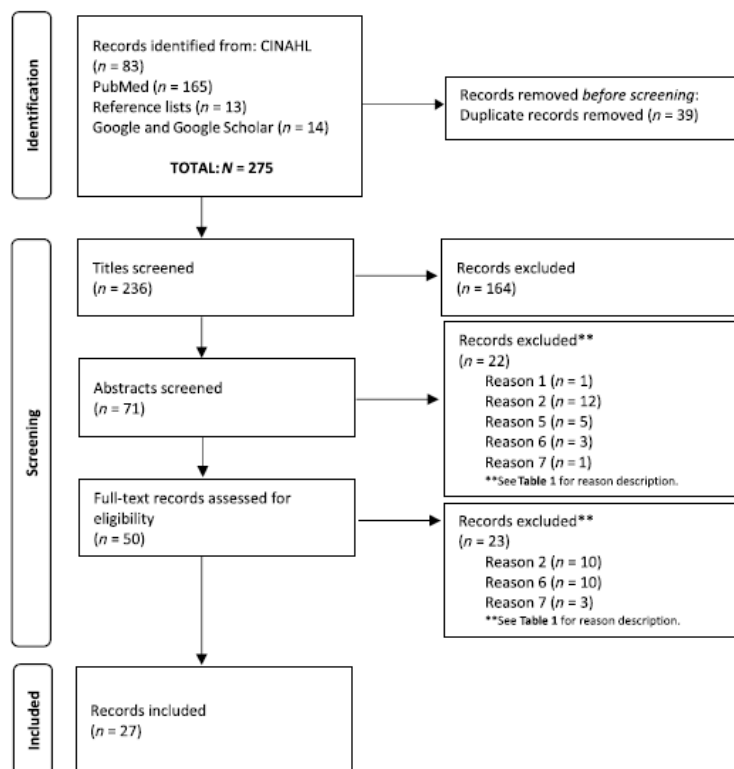 Identification
Records identified from: CINAHL
(n = 83)
PubMed (n = 165)
Reference lists (n = 13)
Google and Google Scholar (n = 14)
TOTAL: N = 275
Records removed before screening:
Duplicate records removed (n = 39)
Screening
Titles screened
(n = 236)
Records excluded
(n = 164)
Abstracts screened
(n = 71)
Records excluded**
(n = 22)
Reason 1 (n = 1)
Reason 2 (n = 12)
Reason 5 (n = 5)
Reason 6 (n = 3)
Reason 7 (n = 1)
**See Table 1 for reason description.
Full-text records assessed for
eligibility
(n = 50)
Records excluded**
(n = 23)
Reason 2 (n = 10)
Reason 6 (n = 10)
Reason 7 (n = 3)
**See Table 1 for reason description.
Included
Records included
(n = 27)